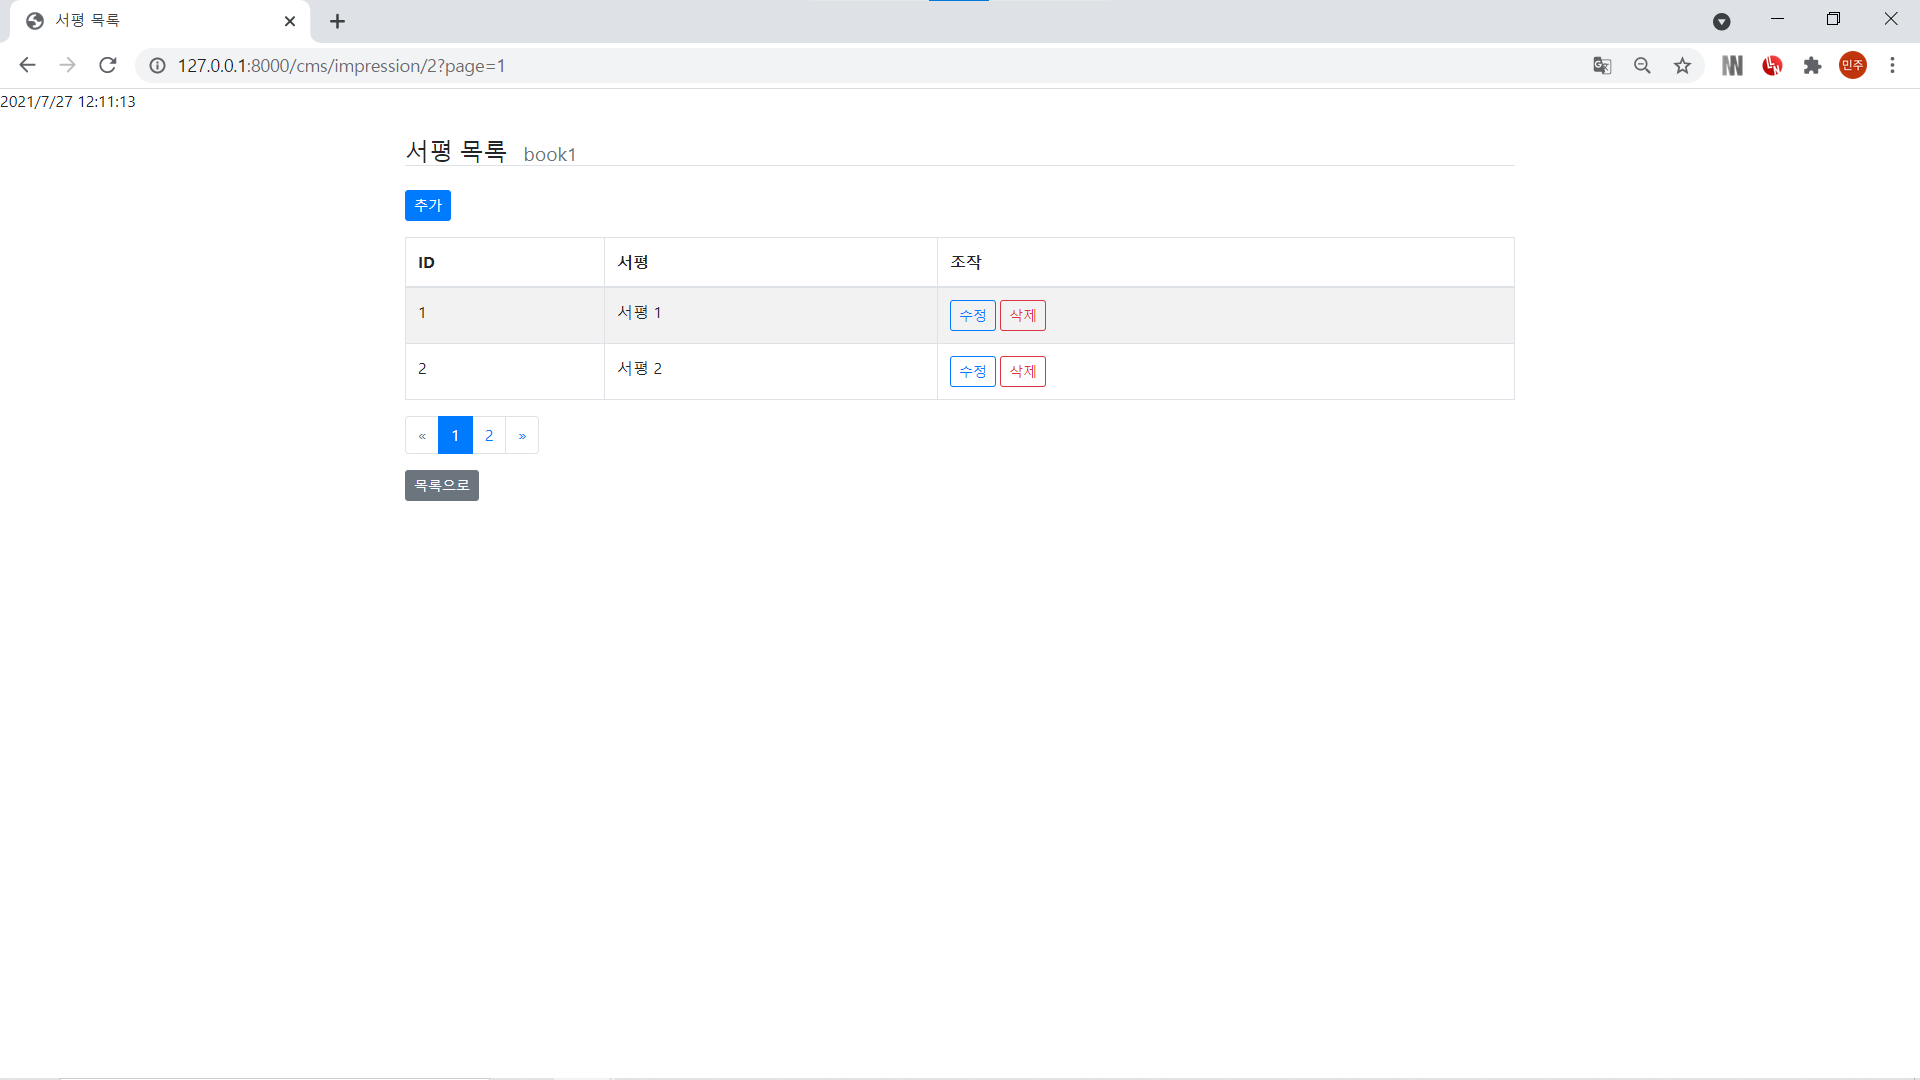 서평 목록
127.0.0.1:8000/cms/impression/2?page=1
민주
2021/7/27 12:11:13
서평 목록 book1
추가
ID 서평 조작
1 서평 1 수정 삭제
2 서평 2 수정 삭제
« 1 2 »
목록으로